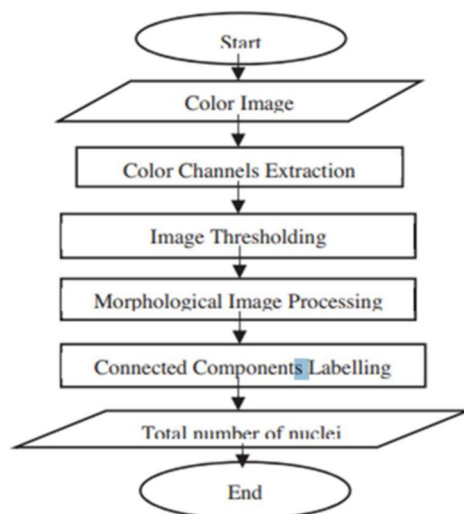 Start
Color Image
Color Channels Extraction
Image Thresholding
Morphological Image Processing
Connected Components Labelling
Total number of nuclei
End